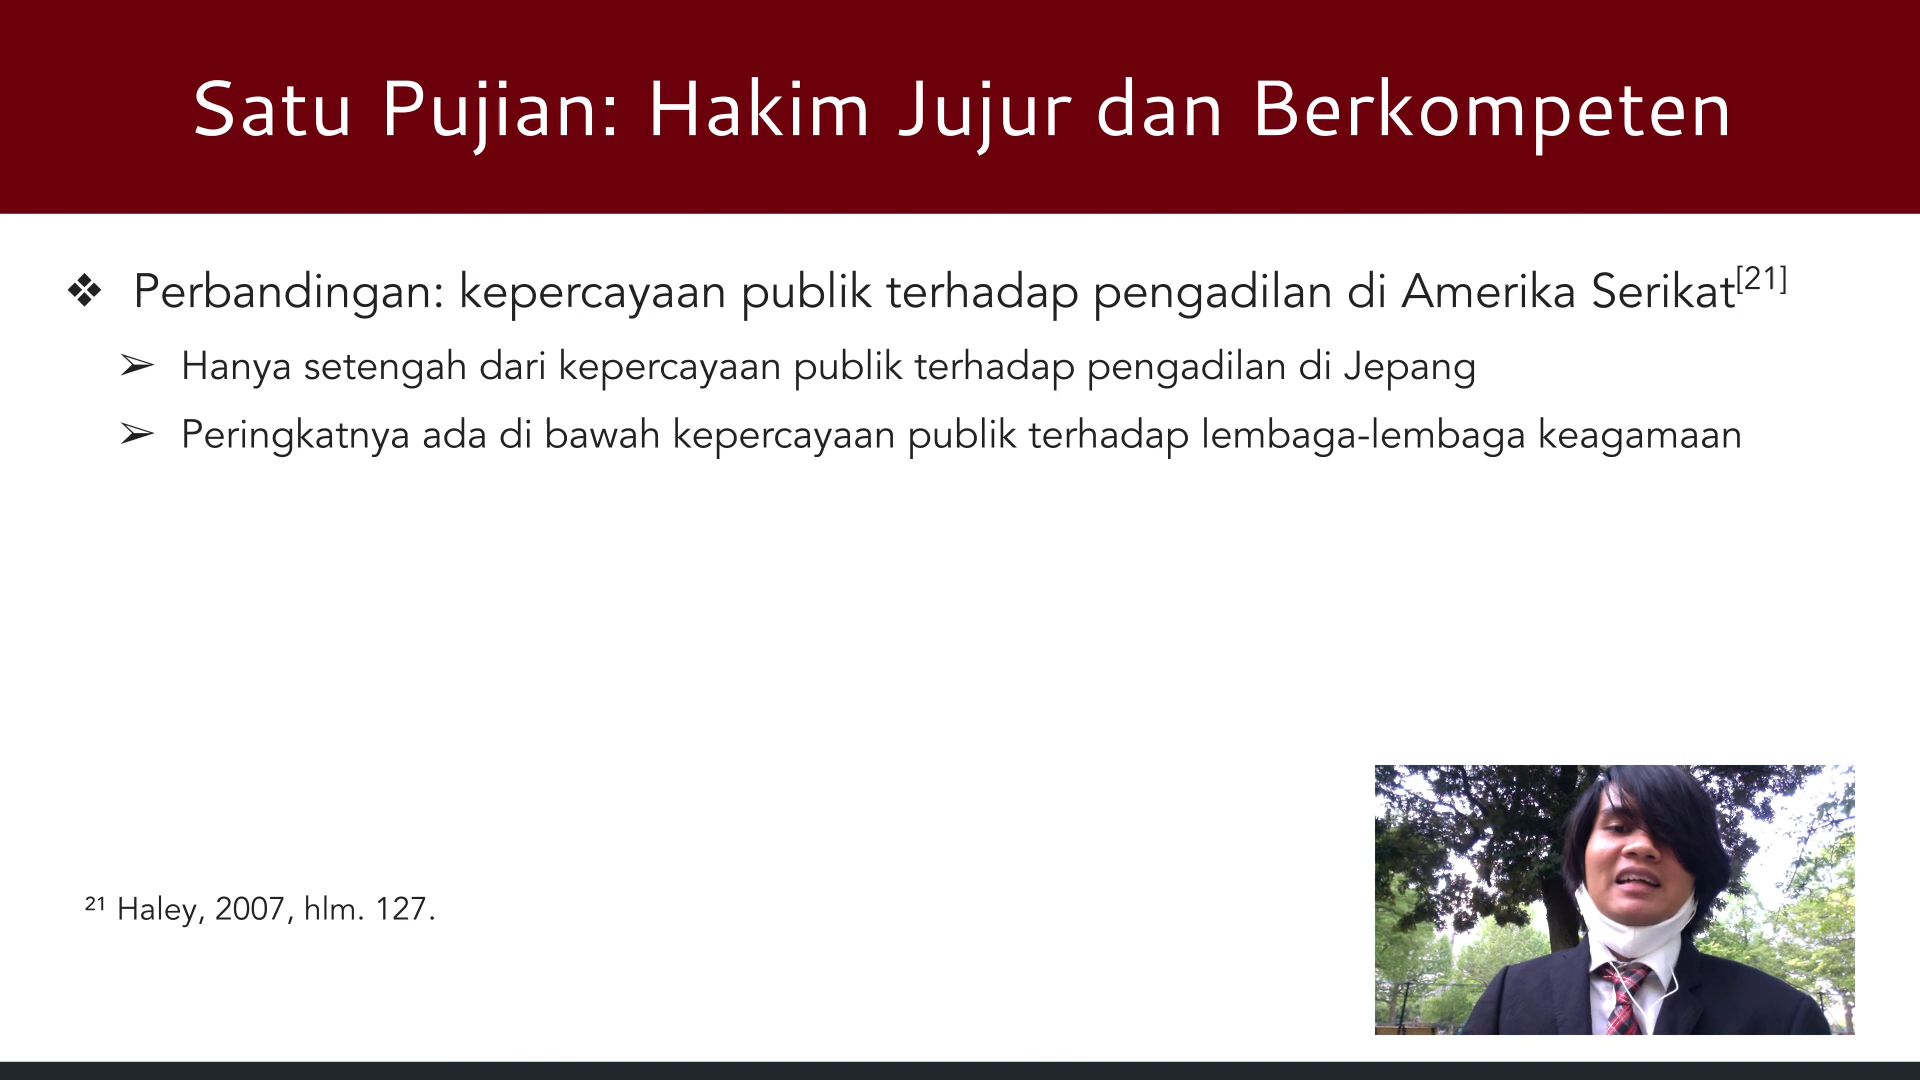 Satu Pujian: Hakim Jujur dan Berkompeten
❖ Perbandingan: kepercayaan publik terhadap pengadilan di Amerika Serikat[21]
➢ Hanya setengah dari kepercayaan publik terhadap pengadilan di Jepang
➢ Peringkatnya ada di bawah kepercayaan publik terhadap lembaga-lembaga keagamaan
²¹ Haley, 2007, hlm. 127.